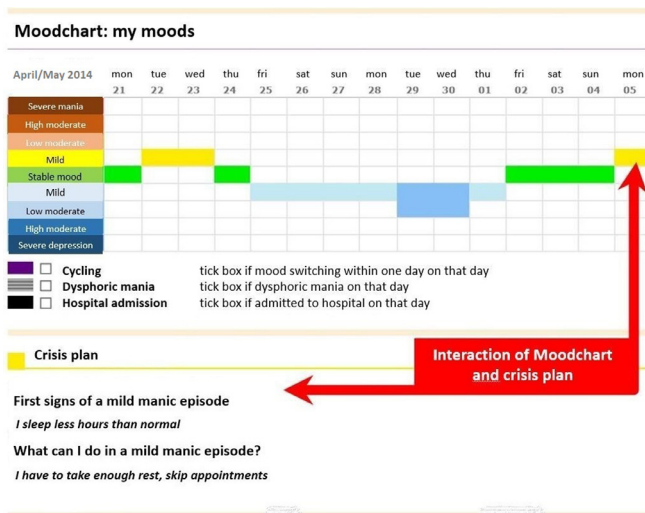 Moodchart: my moods
April/May 2014 mon tue wed thu fri sat sun mon tue wed thu fri sat sun mon
21 22 23 24 25 26 27 28 29 30 01 02 03 04 05
Severe mania
High moderate
Low moderate
Mild
Stable mood
Mild
Low moderate
High moderate
Severe depression
Cycling tick box if mood switching within one day on that day
Dysphoric mania tick box if dysphoric mania on that day
Hospital admission tick box if admitted to hospital on that day
Crisis plan
Interaction of Moodchart
and crisis plan
First signs of a mild manic episode
I sleep less hours than normal
What can I do in a mild manic episode?
I have to take enough rest, skip appointments